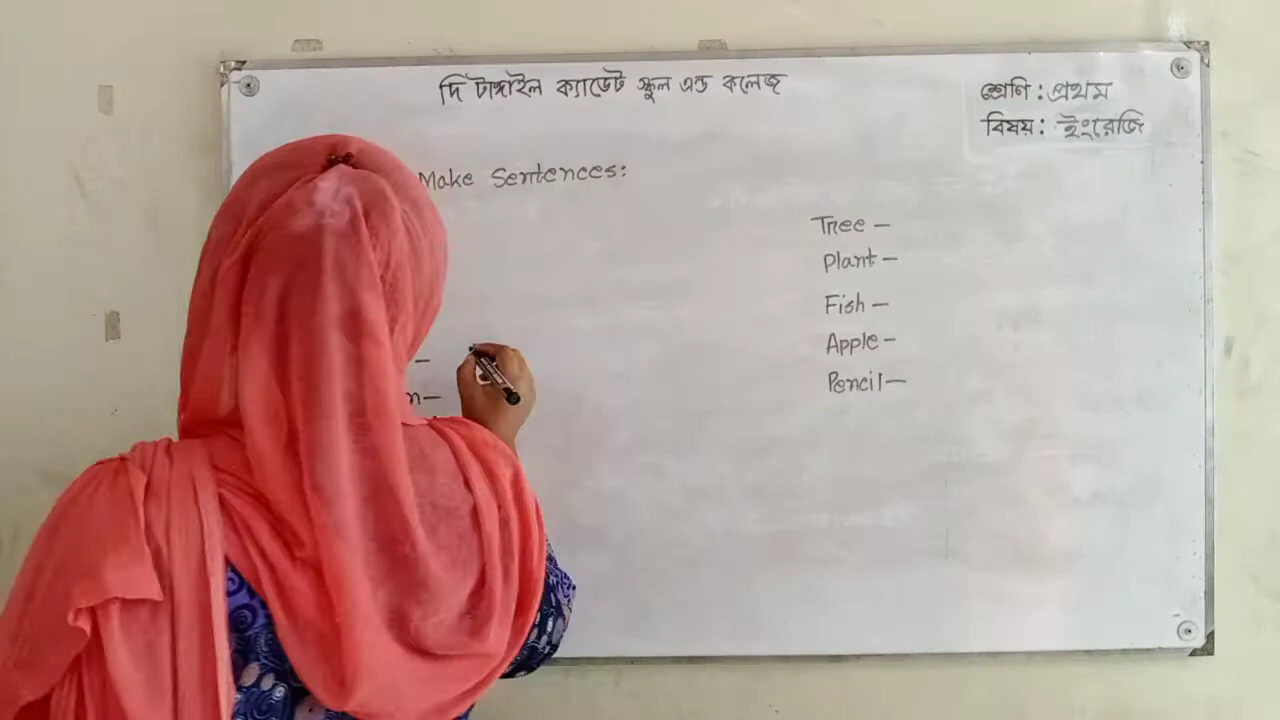 দি টাঙ্গাইল ক্যাডেট স্কুল এন্ড কলেজ
শ্রেণি : প্রথম
বিষয় : ইংরেজি
Make Sentences:
Tree –
Plant –
Fish –
Apple –
Pencil –